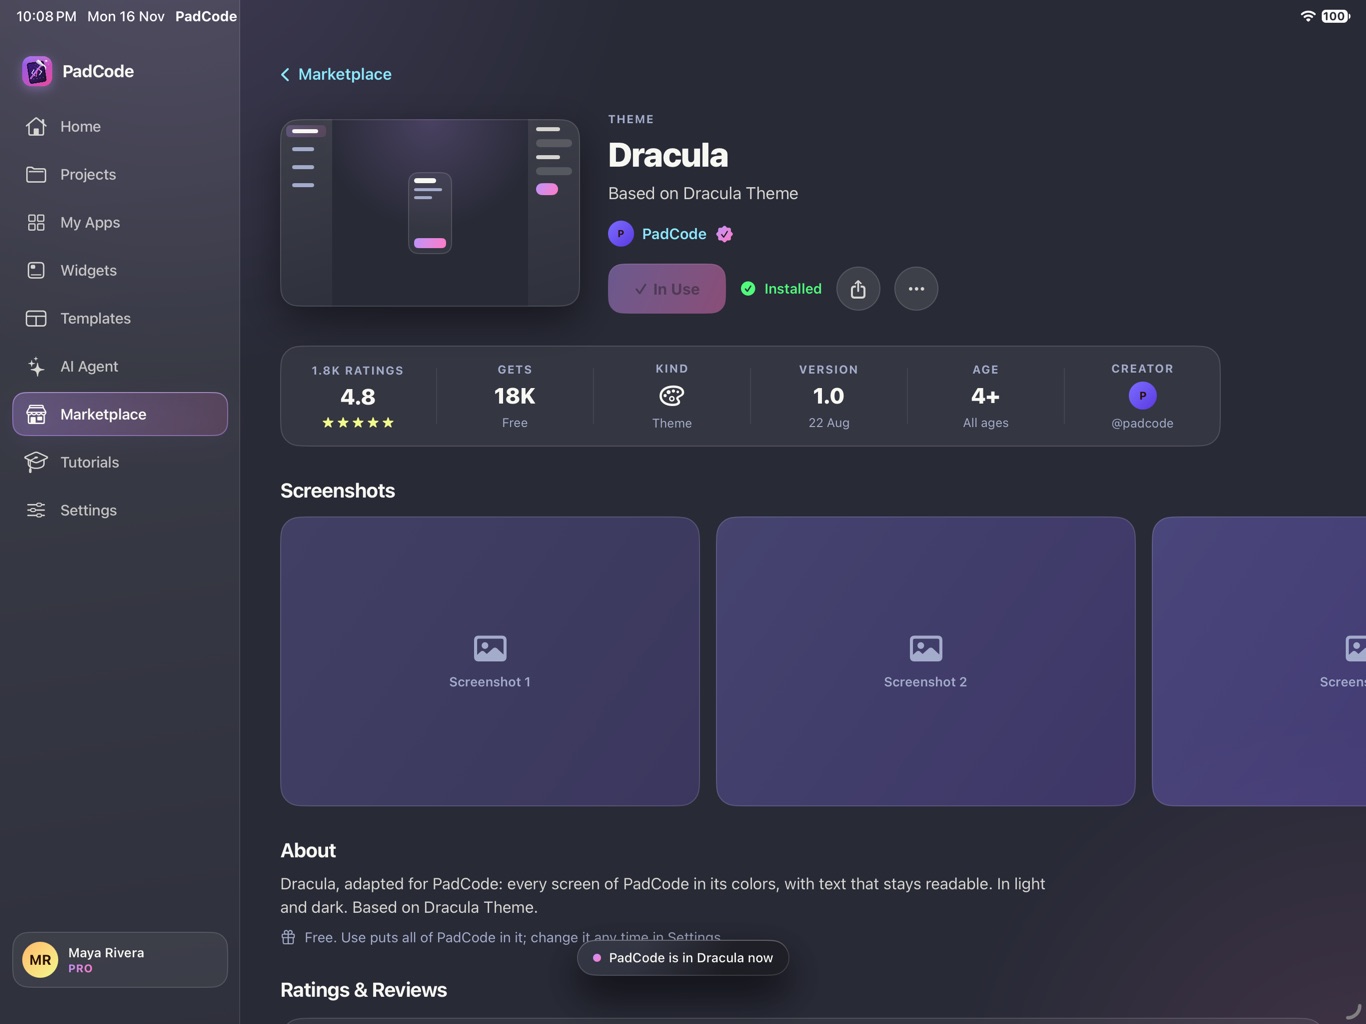 10:08 PM Mon 16 Nov PadCode
100
PadCode
Home
Projects
My Apps
Widgets
Templates
AI Agent
Marketplace
Tutorials
Settings
MR
Maya Rivera
PRO
Marketplace
THEME
Dracula
Based on Dracula Theme
P PadCode
In Use
Installed
1.8K RATINGS
4.8
GETS
18K
Free
KIND
Theme
VERSION
1.0
22 Aug
AGE
4+
All ages
CREATOR
P
@padcode
Screenshots
Screenshot 1
Screenshot 2
Screens
About
Dracula, adapted for PadCode: every screen of PadCode in its colors, with text that stays readable. In light
and dark. Based on Dracula Theme.
Free. Use puts all of PadCode in it; change it any time in Settings.
PadCode is in Dracula now
Ratings & Reviews